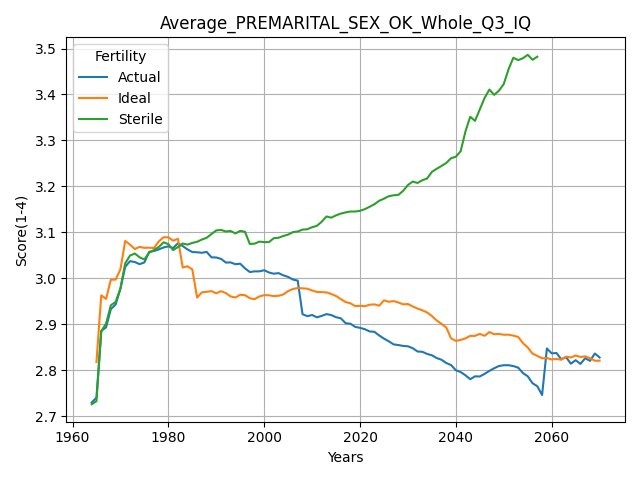 Average_PREMARITAL_SEX_OK_Whole_Q3_IQ
Score(1-4)
3.5
3.4
3.3
3.2
3.1
3.0
2.9
2.8
2.7
Fertility
Actual
Ideal
Sterile
1960 1980 2000 2020 2040 2060
Years